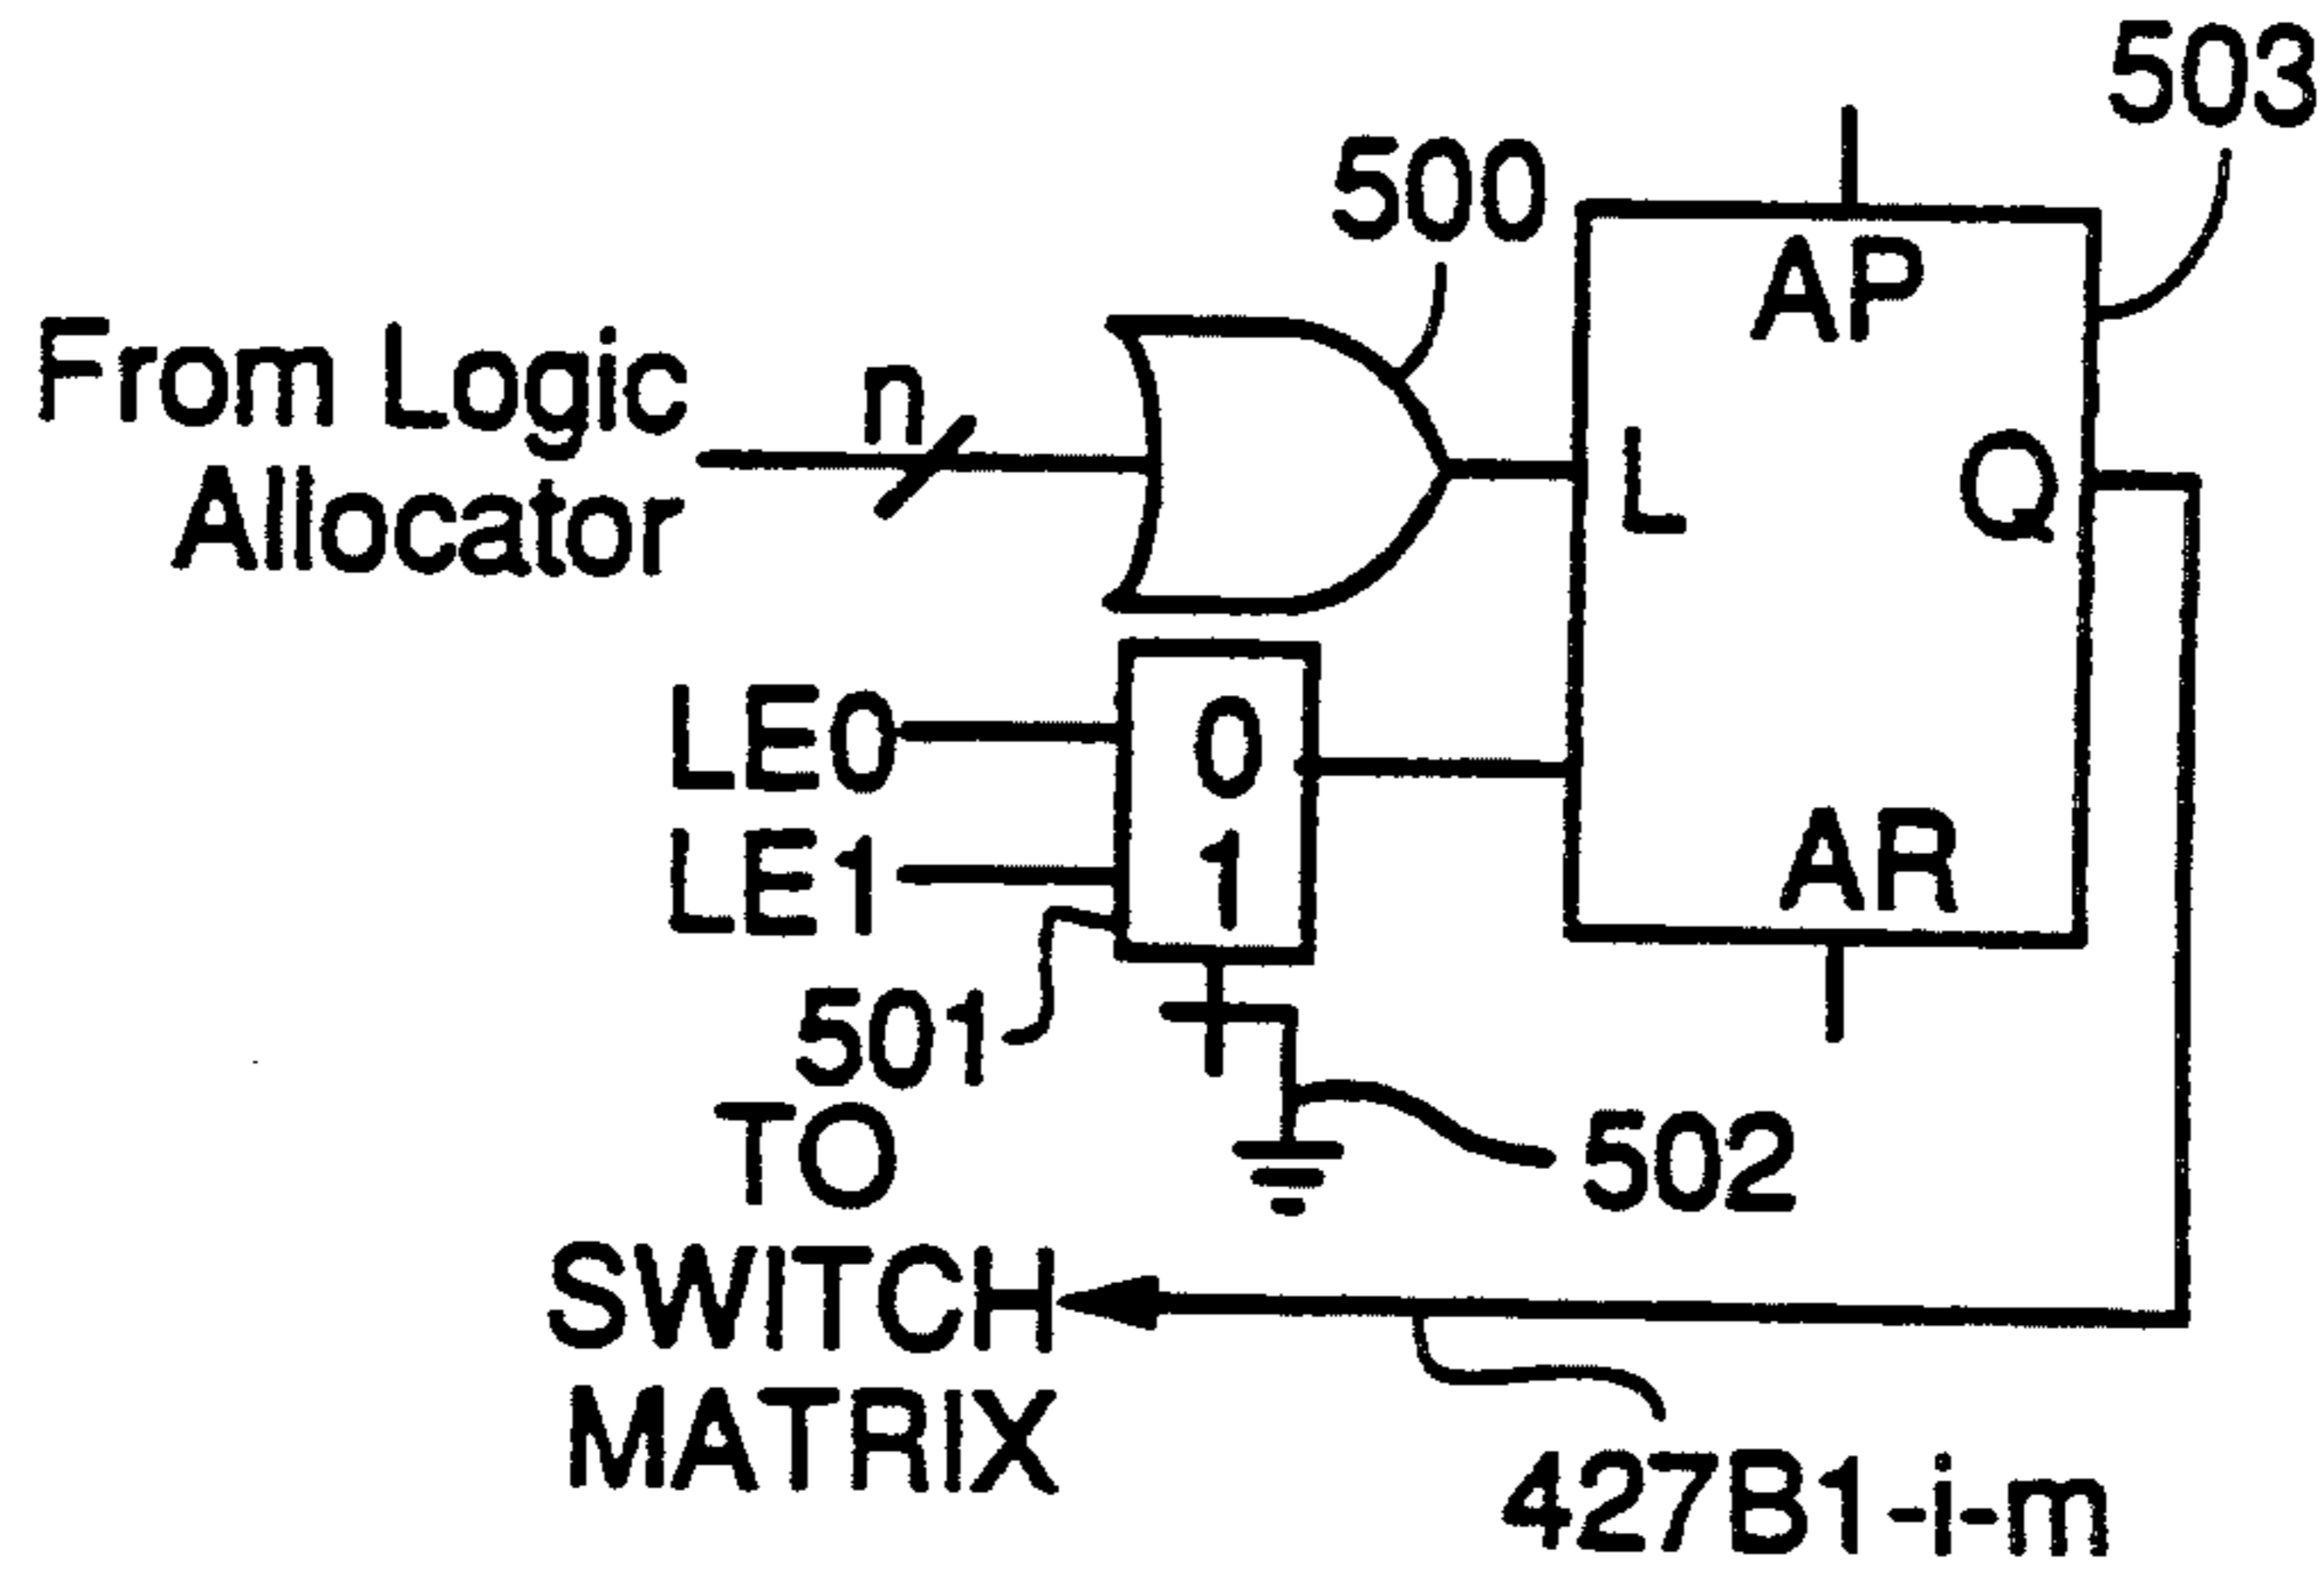 503
500
AP
From Logic
Allocator
n
L
Q
LE0
0
LE1
1
AR
501
502
TO
SWITCH
MATRIX
427B1-i-m